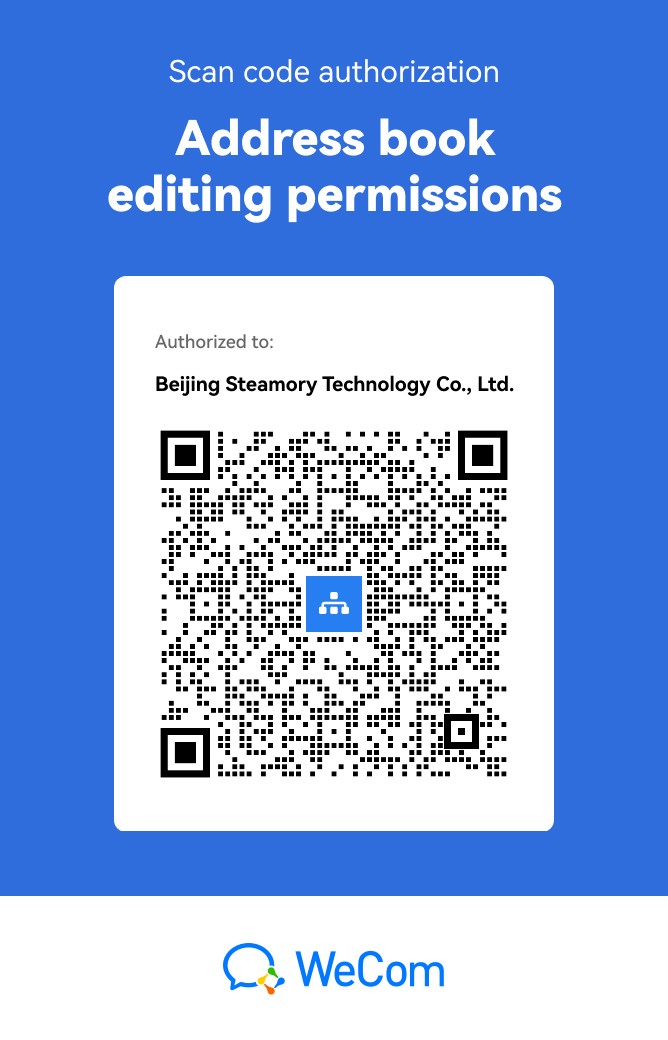 Scan code authorization
Address book
editing permissions
Authorized to:
Beijing Steamory Technology Co., Ltd.
WeCom